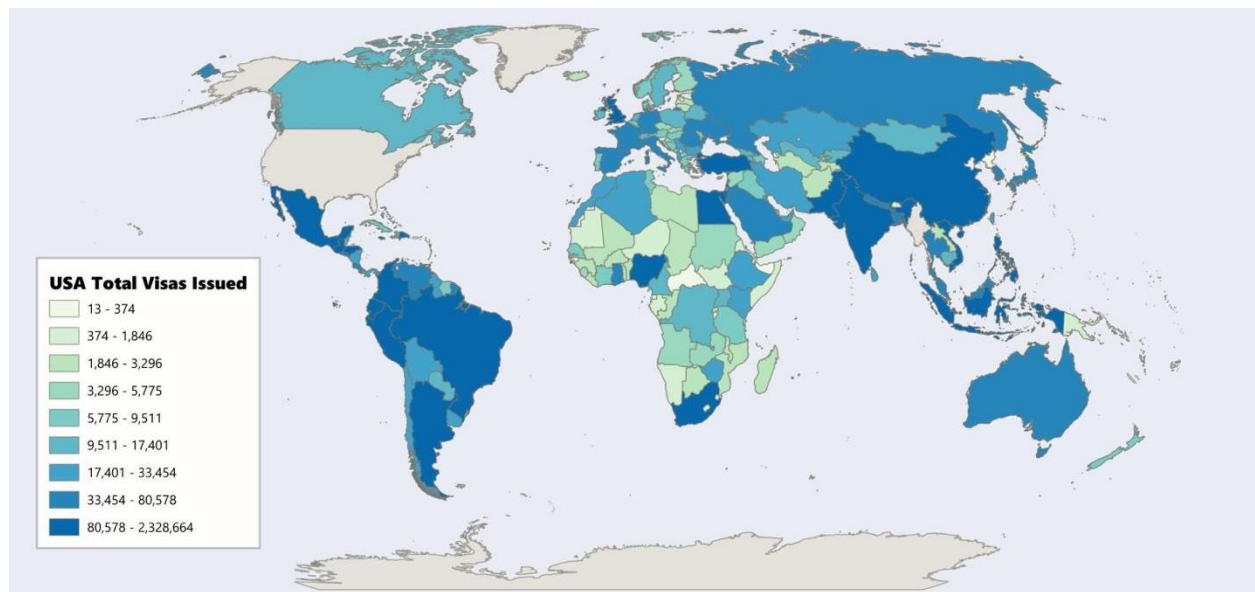 USA Total Visas Issued
13 - 374
374 - 1,846
1,846 - 3,296
3,296 - 5,775
5,775 - 9,511
9,511 - 17,401
17,401 - 33,454
33,454 - 80,578
80,578 - 2,328,664